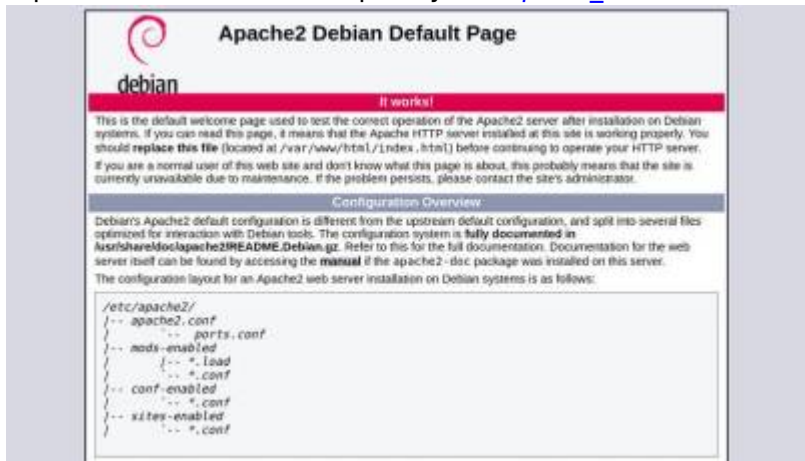 Apache2 Debian Default Page
debian
It works!
This is the default welcome page used to test the correct operation of the Apache2 server after installation on Debian
systems. If you can read this page, it means that the Apache HTTP server installed at this site is working properly. You
should replace this file (located at /var/www/html/index.html) before continuing to operate your HTTP server.
If you are a normal user of this web site and don't know what this page is about, this probably means that the site is
currently unavailable due to maintenance. If the problem persists, please contact the site's administrator.
Configuration Overview
Debian's Apache2 default configuration is different from the upstream default configuration, and split into several files
optimized for interaction with Debian tools. The configuration system is fully documented in
/usr/share/doc/apache2/README.Debian.gz. Refer to this for the full documentation. Documentation for the web
server itself can be found by accessing the manual if the apache2-doc package was installed on this server.
The configuration layout for an Apache2 web server installation on Debian systems is as follows:
/etc/apache2/
|-- apache2.conf
|       `--  ports.conf
|-- mods-enabled
|       |-- *.load
|       `-- *.conf
|-- conf-enabled
|       `-- *.conf
|-- sites-enabled
|       `-- *.conf